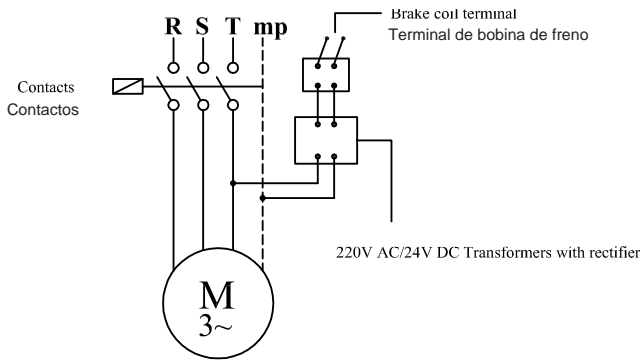 Brake coil terminal
Terminal de bobina de freno
R S T mp
Contacts
Contactos
220V AC/24V DC Transformers with rectifier
M
3~